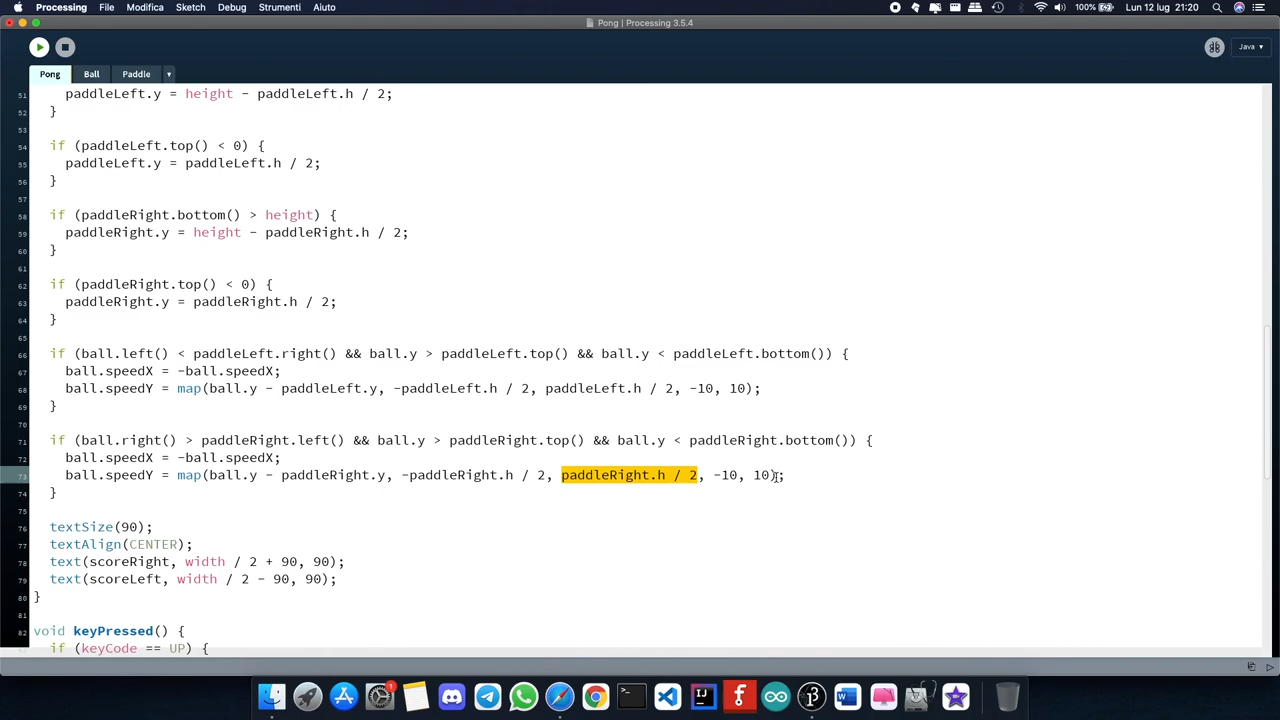 Processing File Modifica Sketch Debug Strumenti Aiuto 100% Lun 12 lug 21:20
Pong | Processing 3.5.4
Java ▾
Pong Ball Paddle ▾
51 paddleLeft.y = height - paddleLeft.h / 2;
52 }
53
54 if (paddleLeft.top() < 0) {
55 paddleLeft.y = paddleLeft.h / 2;
56 }
57
58 if (paddleRight.bottom() > height) {
59 paddleRight.y = height - paddleRight.h / 2;
60 }
61
62 if (paddleRight.top() < 0) {
63 paddleRight.y = paddleRight.h / 2;
64 }
65
66 if (ball.left() < paddleLeft.right() && ball.y > paddleLeft.top() && ball.y < paddleLeft.bottom()) {
67 ball.speedX = -ball.speedX;
68 ball.speedY = map(ball.y - paddleLeft.y, -paddleLeft.h / 2, paddleLeft.h / 2, -10, 10);
69 }
70
71 if (ball.right() > paddleRight.left() && ball.y > paddleRight.top() && ball.y < paddleRight.bottom()) {
72 ball.speedX = -ball.speedX;
73 ball.speedY = map(ball.y - paddleRight.y, -paddleRight.h / 2, paddleRight.h / 2, -10, 10);
74 }
75
76 textSize(90);
77 textAlign(CENTER);
78 text(scoreRight, width / 2 + 90, 90);
79 text(scoreLeft, width / 2 - 90, 90);
80 }
81
82 void keyPressed() {
if (keyCode == UP) {